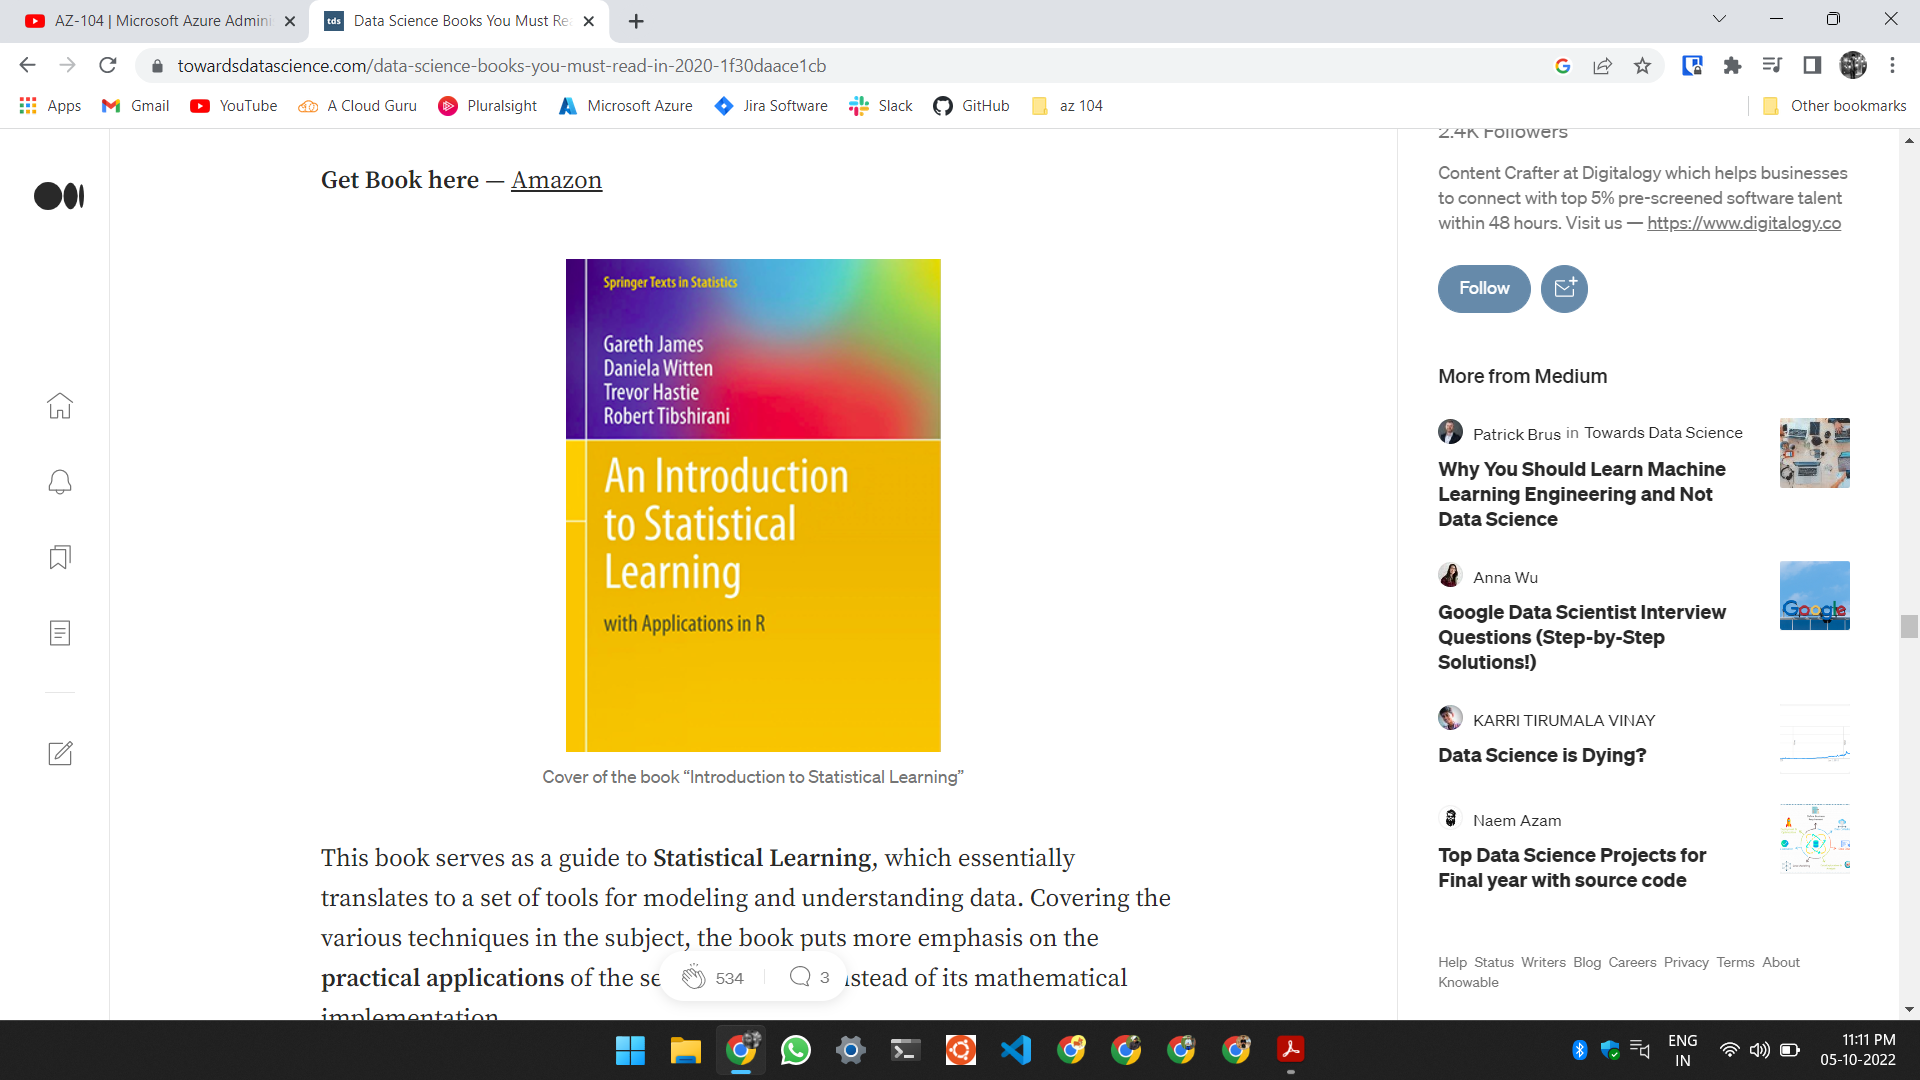 AZ-104 | Microsoft Azure Admini
tds
Data Science Books You Must Re
towardsdatascience.com/data-science-books-you-must-read-in-2020-1f30daace1cb
Apps
Gmail
YouTube
A Cloud Guru
Pluralsight
Microsoft Azure
Jira Software
Slack
GitHub
az 104
Other bookmarks
Get Book here — Amazon
Springer Texts in Statistics
Gareth James
Daniela Witten
Trevor Hastie
Robert Tibshirani
An Introduction
to Statistical
Learning
with Applications in R
Cover of the book “Introduction to Statistical Learning”
This book serves as a guide to Statistical Learning, which essentially
translates to a set of tools for modeling and understanding data. Covering the
various techniques in the subject, the book puts more emphasis on the
practical applications of the se
534
3
stead of its mathematical
implementation
2.4K Followers
Content Crafter at Digitalogy which helps businesses
to connect with top 5% pre-screened software talent
within 48 hours. Visit us — https://www.digitalogy.co
Follow
More from Medium
Patrick Brus in Towards Data Science
Why You Should Learn Machine
Learning Engineering and Not
Data Science
Anna Wu
Google Data Scientist Interview
Questions (Step-by-Step
Solutions!)
Google
KARRI TIRUMALA VINAY
Data Science is Dying?
Naem Azam
Top Data Science Projects for
Final year with source code
Help Status Writers Blog Careers Privacy Terms About
Knowable
ENG
IN
11:11 PM
05-10-2022